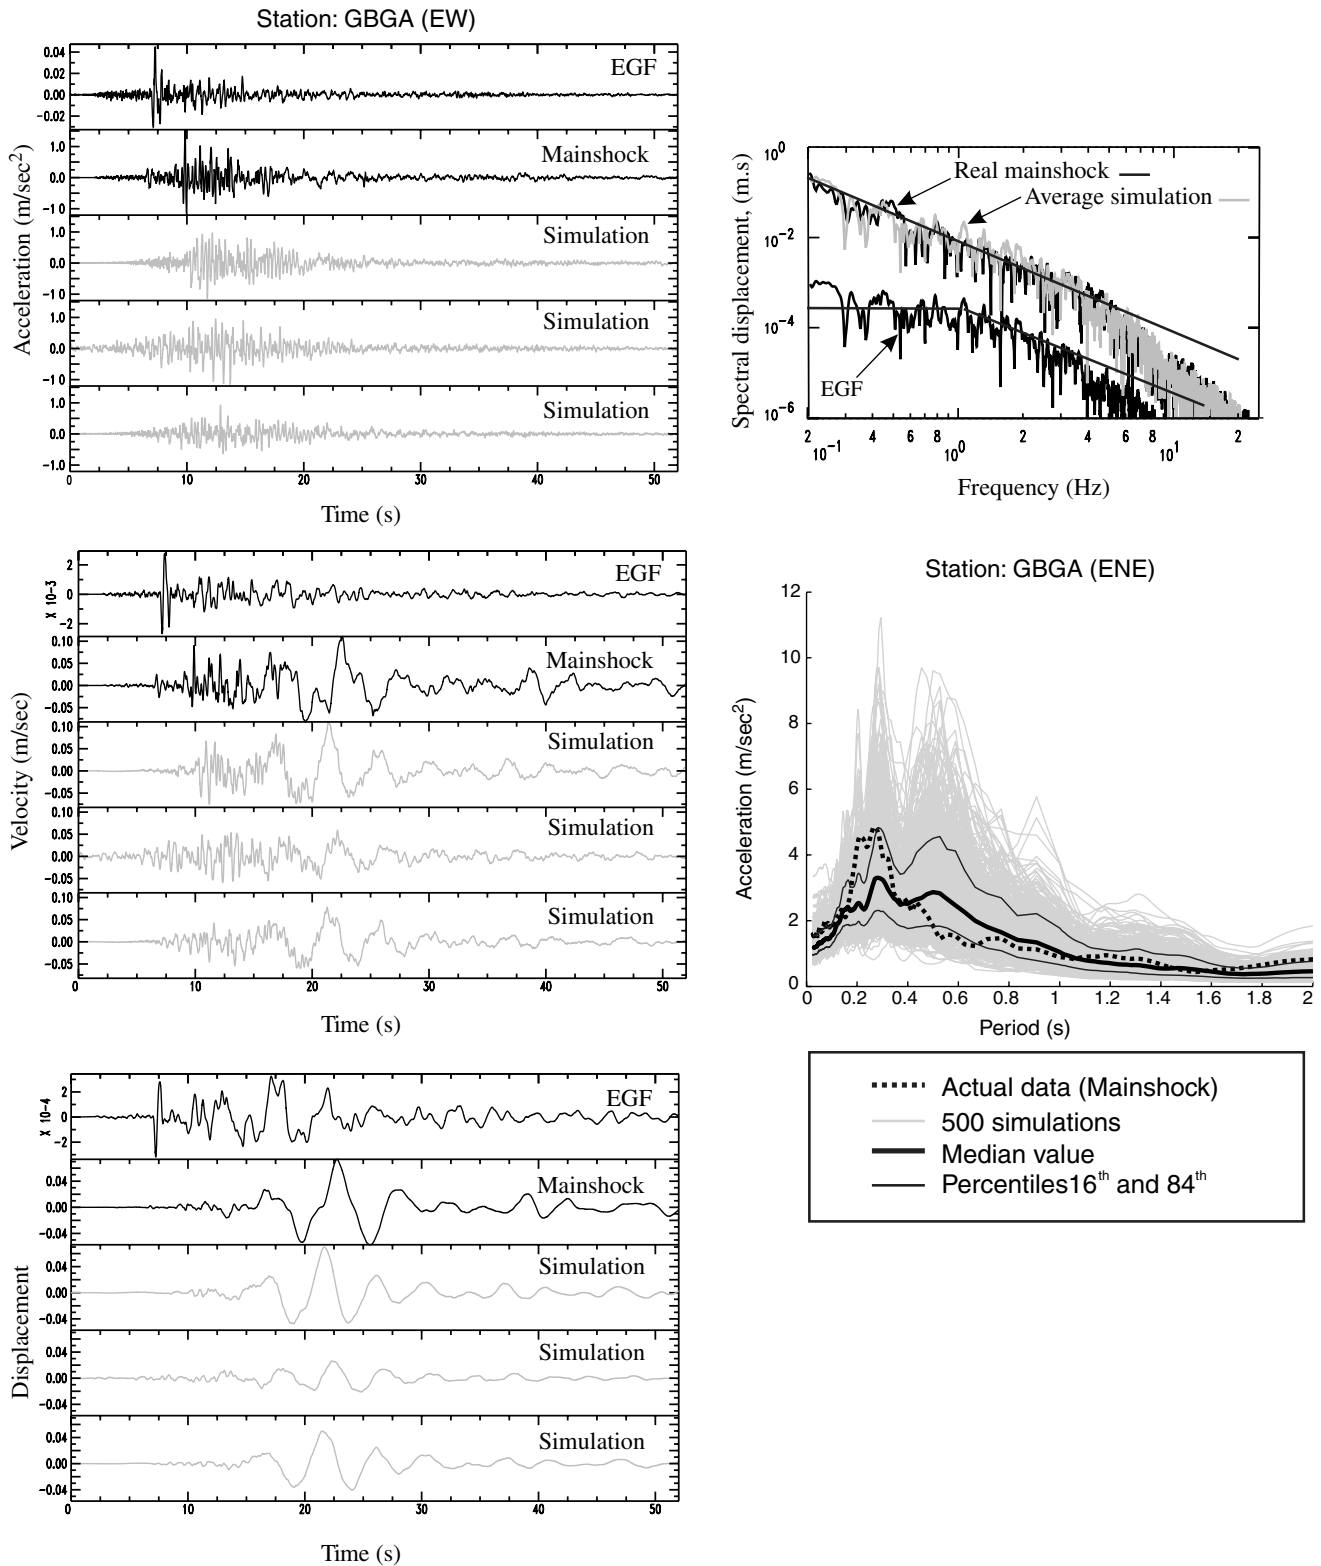 Station: GBGA (EW)
Acceleration (m/sec²)
0.04
0.02
0.00
−0.02
EGF
1.0
0.0
−1 0
Mainshock
1.0
0.0
−1 0
Simulation
1.0
0.0
−1 0
Simulation
1.0
0.0
−1.0
Simulation
0 10 20 30 40 50
Time (s)
Velocity (m/sec)
X 10−3
2
0
−2
EGF
0.10
0.05
0.00
−0.05
Mainshock
0.10
0.05
0.00
−0.05
Simulation
0.10
0.05
0.00
−0.05
Simulation
0.10
0.05
0.00
−0.05
Simulation
0 10 20 30 40 50
Time (s)
Displacement
X 10−4
2
0
−2
EGF
0.04
0.00
−0.04
Mainshock
0.04
0.00
−0.04
Simulation
0.04
0.00
−0.04
Simulation
0.04
0.00
−0.04
Simulation
0 10 20 30 40 50
Time (s)
Spectral displacement, (m.s)
10⁰
10⁻²
10⁻⁴
10⁻⁶
Real mainshock
Average simulation
EGF
2 4 6 8 2 4 6 8 2
10⁻¹ 10⁰ 10¹
Frequency (Hz)
Station: GBGA (ENE)
Acceleration (m/sec²)
12
10
8
6
4
2
0
0 0.2 0.4 0.6 0.8 1 1.2 1.4 1.6 1.8 2
Period (s)
Actual data (Mainshock)
500 simulations
Median value
Percentiles16th and 84th